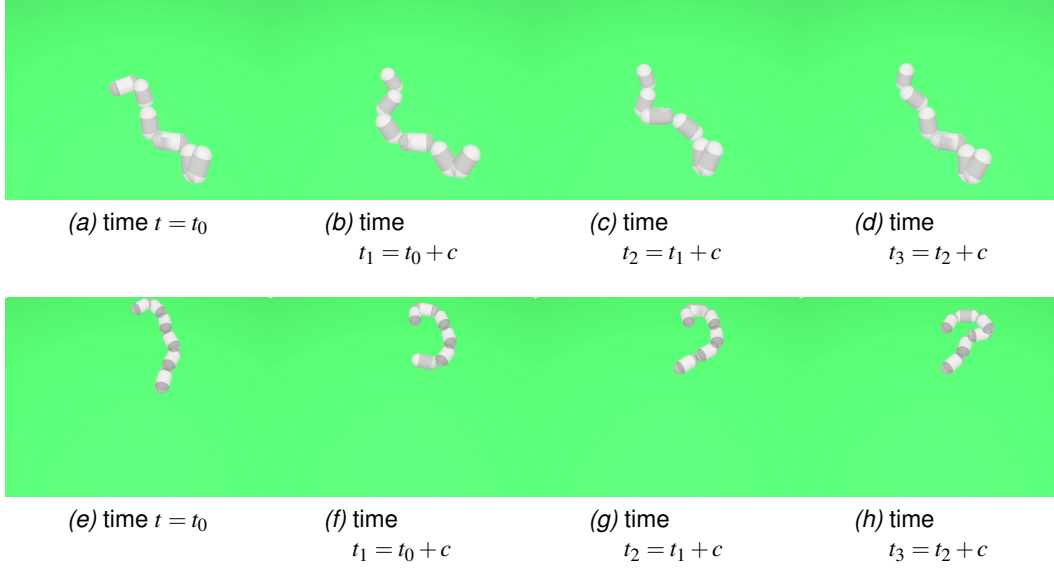 (a) time t = t₀
(b) time
t₁ = t₀ + c
(c) time
t₂ = t₁ + c
(d) time
t₃ = t₂ + c
(e) time t = t₀
(f) time
t₁ = t₀ + c
(g) time
t₂ = t₁ + c
(h) time
t₃ = t₂ + c